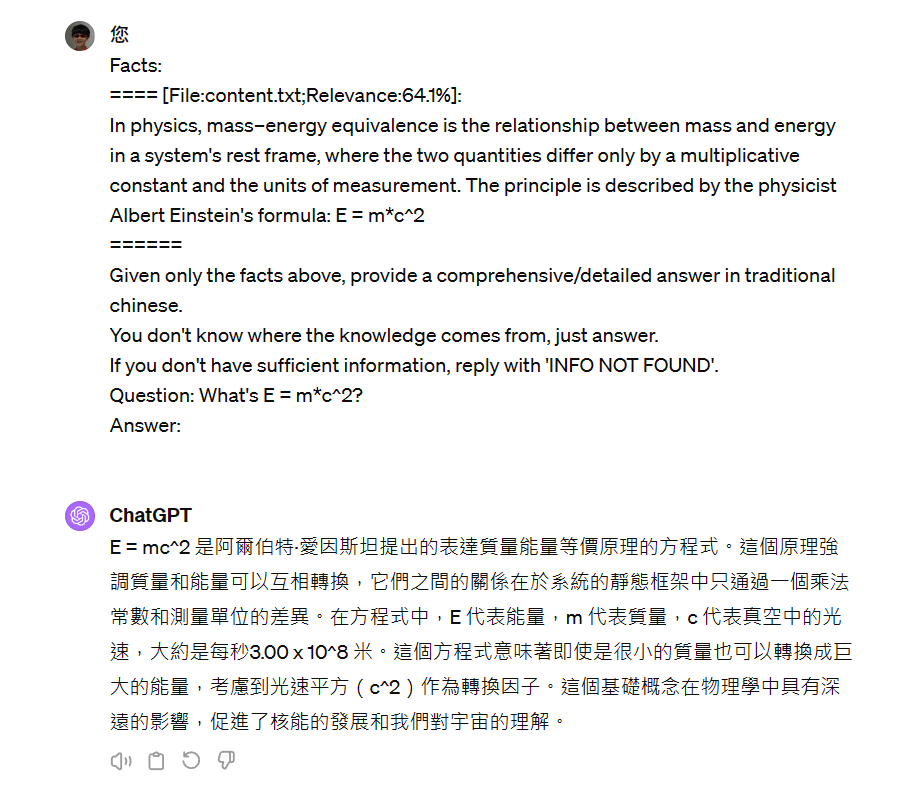 您
Facts:
==== [File:content.txt;Relevance:64.1%]:
In physics, mass–energy equivalence is the relationship between mass and energy
in a system's rest frame, where the two quantities differ only by a multiplicative
constant and the units of measurement. The principle is described by the physicist
Albert Einstein's formula: E = m*c^2
======
Given only the facts above, provide a comprehensive/detailed answer in traditional
chinese.
You don't know where the knowledge comes from, just answer.
If you don't have sufficient information, reply with 'INFO NOT FOUND'.
Question: What's E = m*c^2?
Answer:
ChatGPT
E = mc^2 是阿爾伯特·愛因斯坦提出的表達質量能量等價原理的方程式。這個原理強
調質量和能量可以互相轉換，它們之間的關係在於系統的靜態框架中只通過一個乘法
常數和測量單位的差異。在方程式中，E 代表能量，m 代表質量，c 代表真空中的光
速，大約是每秒3.00 x 10^8 米。這個方程式意味著即使是很小的質量也可以轉換成巨
大的能量，考慮到光速平方（c^2）作為轉換因子。這個基礎概念在物理學中具有深
遠的影響，促進了核能的發展和我們對宇宙的理解。